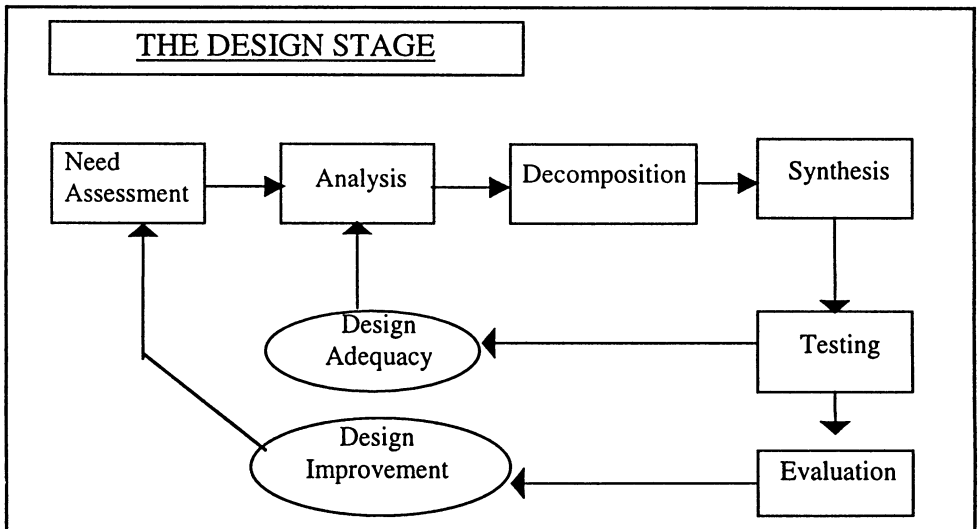 THE DESIGN STAGE
Need
Assessment
Analysis
Decomposition
Synthesis
Design
Adequacy
Testing
Design
Improvement
Evaluation